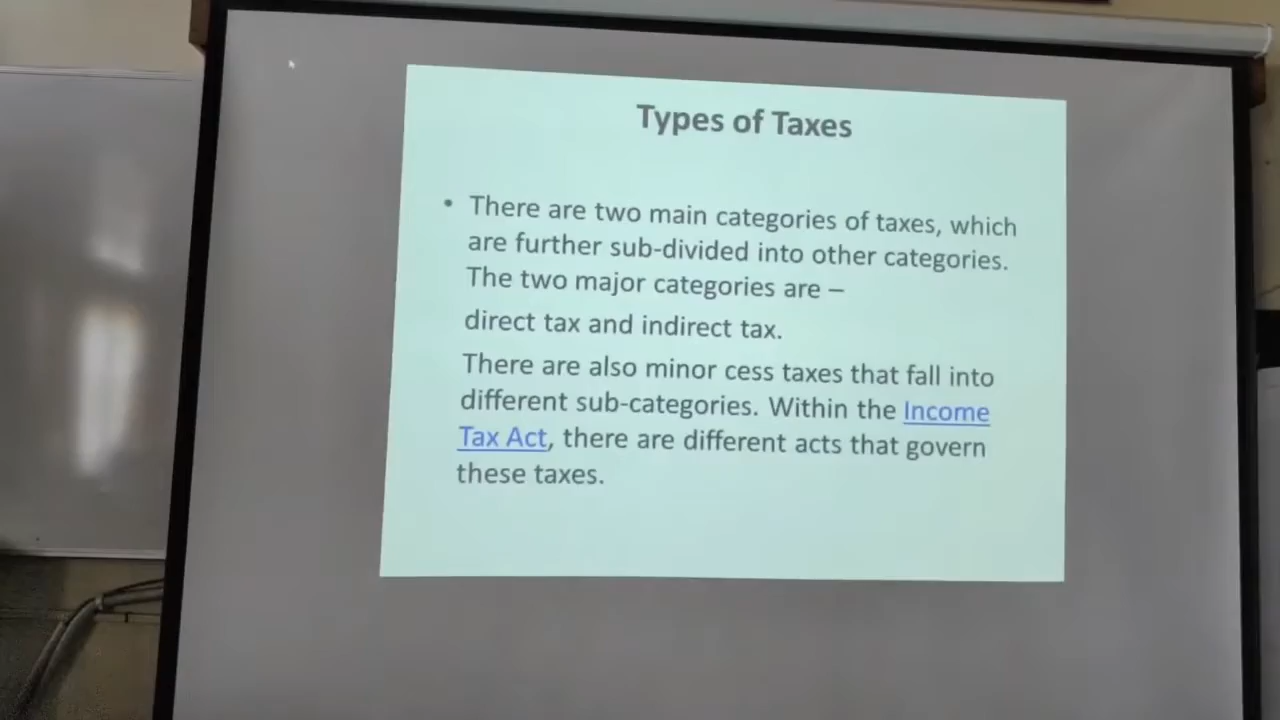 Types of Taxes
• There are two main categories of taxes, which
are further sub-divided into other categories.
The two major categories are –
direct tax and indirect tax.
There are also minor cess taxes that fall into
different sub-categories. Within the Income
Tax Act, there are different acts that govern
these taxes.